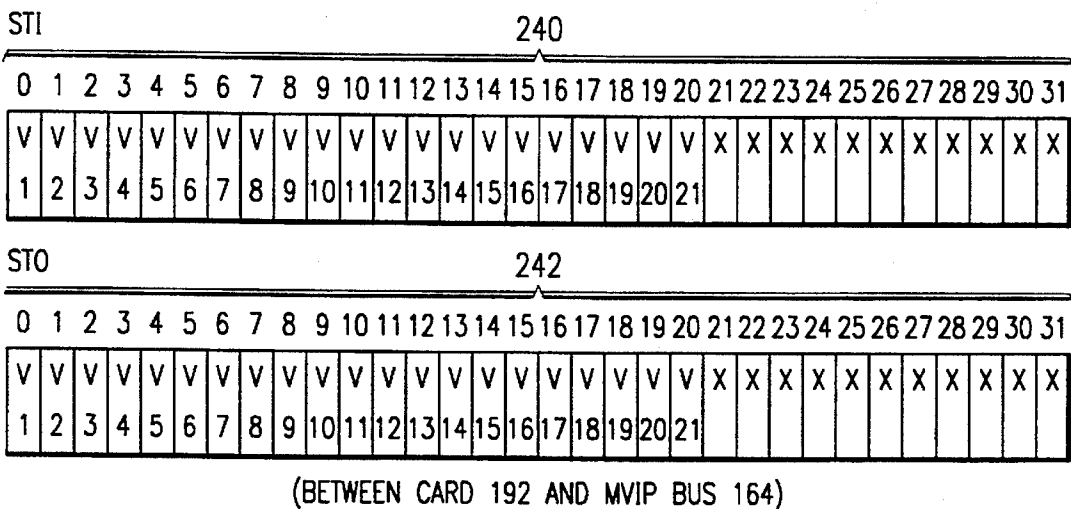 STI 240
0 1 2 3 4 5 6 7 8 9 10 11 12 13 14 15 16 17 18 19 20 21 22 23 24 25 26 27 28 29 30 31
V V V V V V V V V V V V V V V V V V V V V X X X X X X X X X X X
1 2 3 4 5 6 7 8 9 10 11 12 13 14 15 16 17 18 19 20 21
STO 242
0 1 2 3 4 5 6 7 8 9 10 11 12 13 14 15 16 17 18 19 20 21 22 23 24 25 26 27 28 29 30 31
V V V V V V V V V V V V V V V V V V V V V X X X X X X X X X X X
1 2 3 4 5 6 7 8 9 10 11 12 13 14 15 16 17 18 19 20 21
(BETWEEN CARD 192 AND MVIP BUS 164)